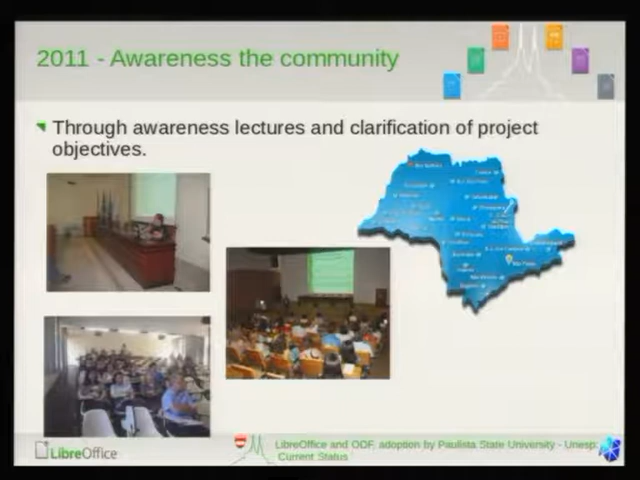 2011 - Awareness the community
Through awareness lectures and clarification of project
objectives.
LibreOffice
LibreOffice and ODF, adoption by Paulista State University - Unesp:
Current Status